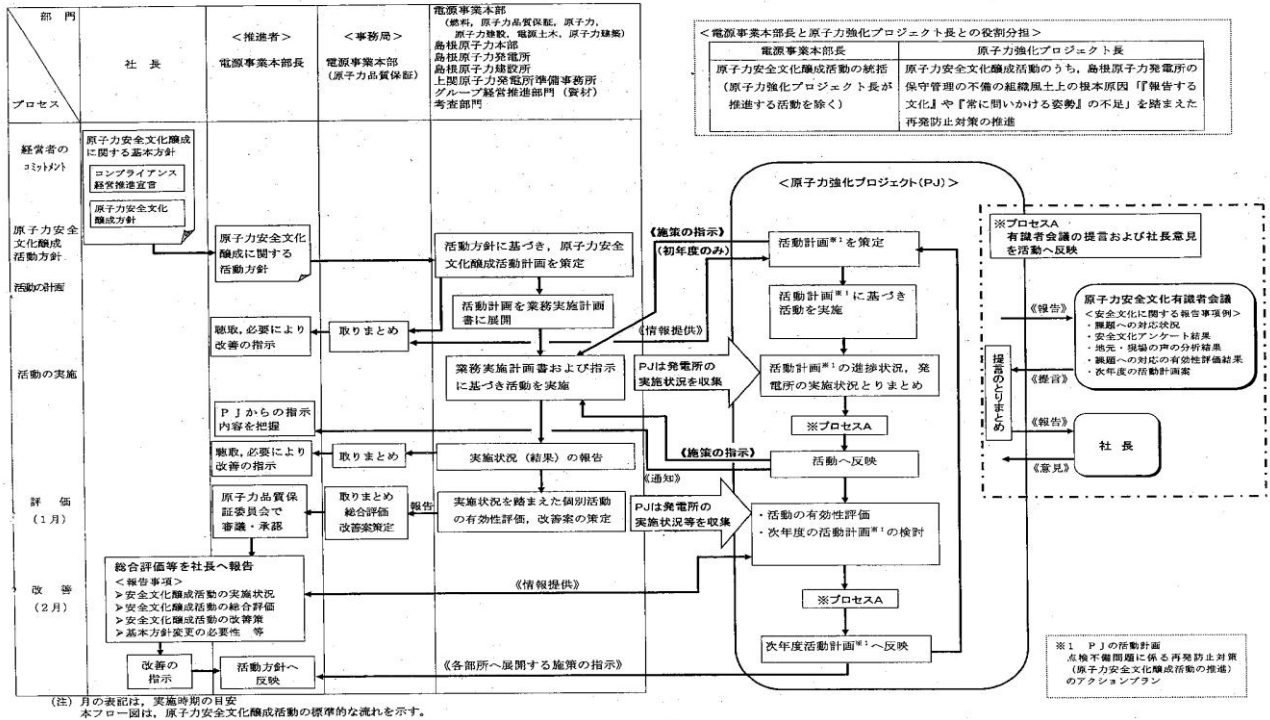 部 門
プロセス
社 長
＜推進者＞
電源事業本部長
＜事務局＞
電源事業本部
(原子力品質保証)
電源事業本部
(燃料，原子力品質保証，原子力，
原子力建設，電源土木，原子力建築)
島根原子力本部
島根原子力発電所
島根原子力建設所
上関原子力発電所準備事務所
グループ経営推進部門（資材）
考査部門
＜電源事業本部長と原子力強化プロジェクト長との役割分担＞
電源事業本部長
原子力強化プロジェクト長
原子力安全文化醸成活動の統括
(原子力強化プロジェクト長が
推進する活動を除く)
原子力安全文化醸成活動のうち，島根原子力発電所の
保守管理の不備の組織風土上の根本原因「『報告する
文化』や『常に問いかける姿勢』の不足」を踏まえた
再発防止対策の推進
経営者の
コミットメント
原子力安全文化醸成
に関する基本方針
コンプライアンス
経営推進宣言
原子力安全文化
醸成方針
原子力安全
文化醸成
活動方針
原子力安全文化
醸成に関する
活動方針
活動方針に基づき，原子力安全
文化醸成活動計画を策定
活動の計画
活動計画を業務実施計画
書に展開
聴取，必要により
改善の指示
取りまとめ
活動の実施
業務実施計画書および指示
に基づき活動を実施
ＰＪからの指示
内容を把握
聴取，必要により
改善の指示
取りまとめ
実施状況（結果）の報告
評 価
(１月)
原子力品質保
証委員会で
審議・承認
取りまとめ
総合評価
改善案策定
報告
実施状況を踏まえた個別活動
の有効性評価，改善案の策定
改 善
(２月)
総合評価等を社長へ報告
＜報告事項＞
➢安全文化醸成活動の実施状況
➢安全文化醸成活動の総合評価
➢安全文化醸成活動の改善策
➢基本方針変更の必要性 等
改善の
指示
活動方針へ
反映
＜原子力強化プロジェクト(PJ)＞
《施策の指示》
(初年度のみ)
活動計画※１を策定
活動計画※１に基づき
活動を実施
《情報提供》
PJは発電所の
実施状況を収集
活動計画※１の進捗状況，発
電所の実施状況とりまとめ
※プロセスA
《施策の指示》
活動へ反映
《通知》
PJは発電所の
実施状況等を収集
・活動の有効性評価
・次年度の活動計画※１の検討
《情報提供》
※プロセスA
次年度活動計画※１へ反映
《各部所へ展開する施策の指示》
※プロセスA
有識者会議の提言および社長意見
を活動へ反映
《報告》
原子力安全文化有識者会議
＜安全文化に関する報告事項例＞
・課題への対応状況
・安全文化アンケート結果
・地元・現場の声の分析結果
・課題への対応の有効性評価結果
・次年度の活動計画案
《提言》
提言のとりまとめ
《報告》
社 長
《意見》
※１ ＰＪの活動計画
点検不備問題に係る再発防止対策
(原子力安全文化醸成活動の推進)
のアクションプラン
(注) 月の表記は，実施時期の目安
本フロー図は，原子力安全文化醸成活動の標準的な流れを示す。